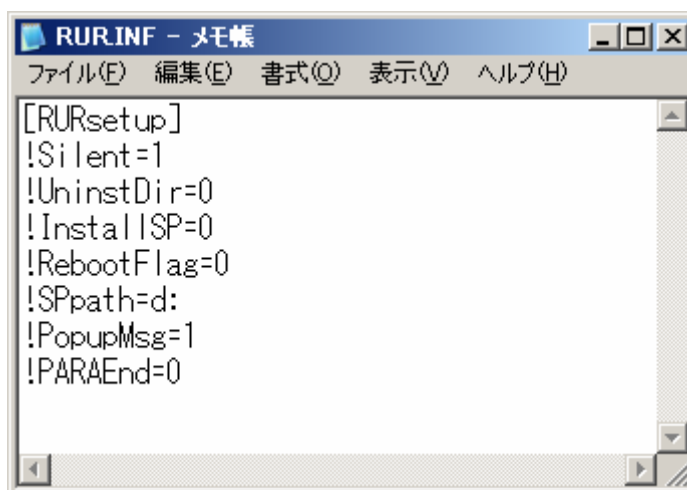 RUR.INF - メモ帳
ファイル(F) 編集(E) 書式(O) 表示(V) ヘルプ(H)
[RURsetup]
!Silent=1
!UninstDir=0
!InstallSP=0
!RebootFlag=0
!SPpath=d:
!PopupMsg=1
!PARAEnd=0